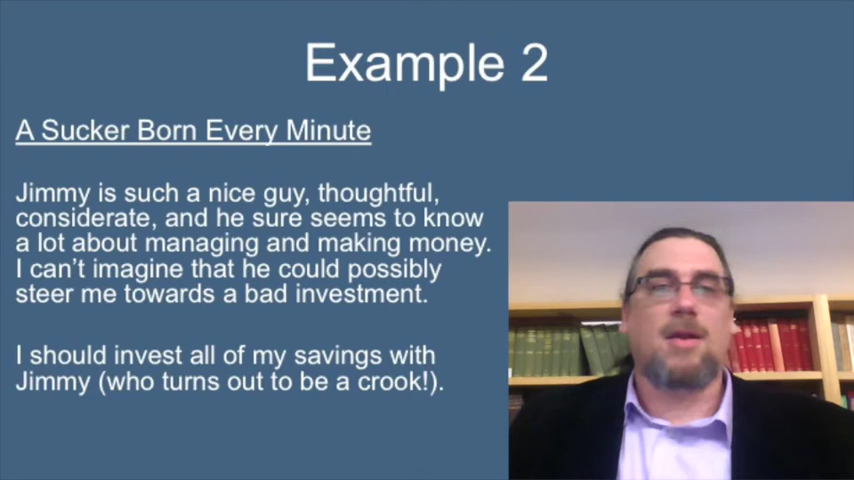 Example 2
A Sucker Born Every Minute
Jimmy is such a nice guy, thoughtful,
considerate, and he sure seems to know
a lot about managing and making money.
I can't imagine that he could possibly
steer me towards a bad investment.
I should invest all of my savings with
Jimmy (who turns out to be a crook!).